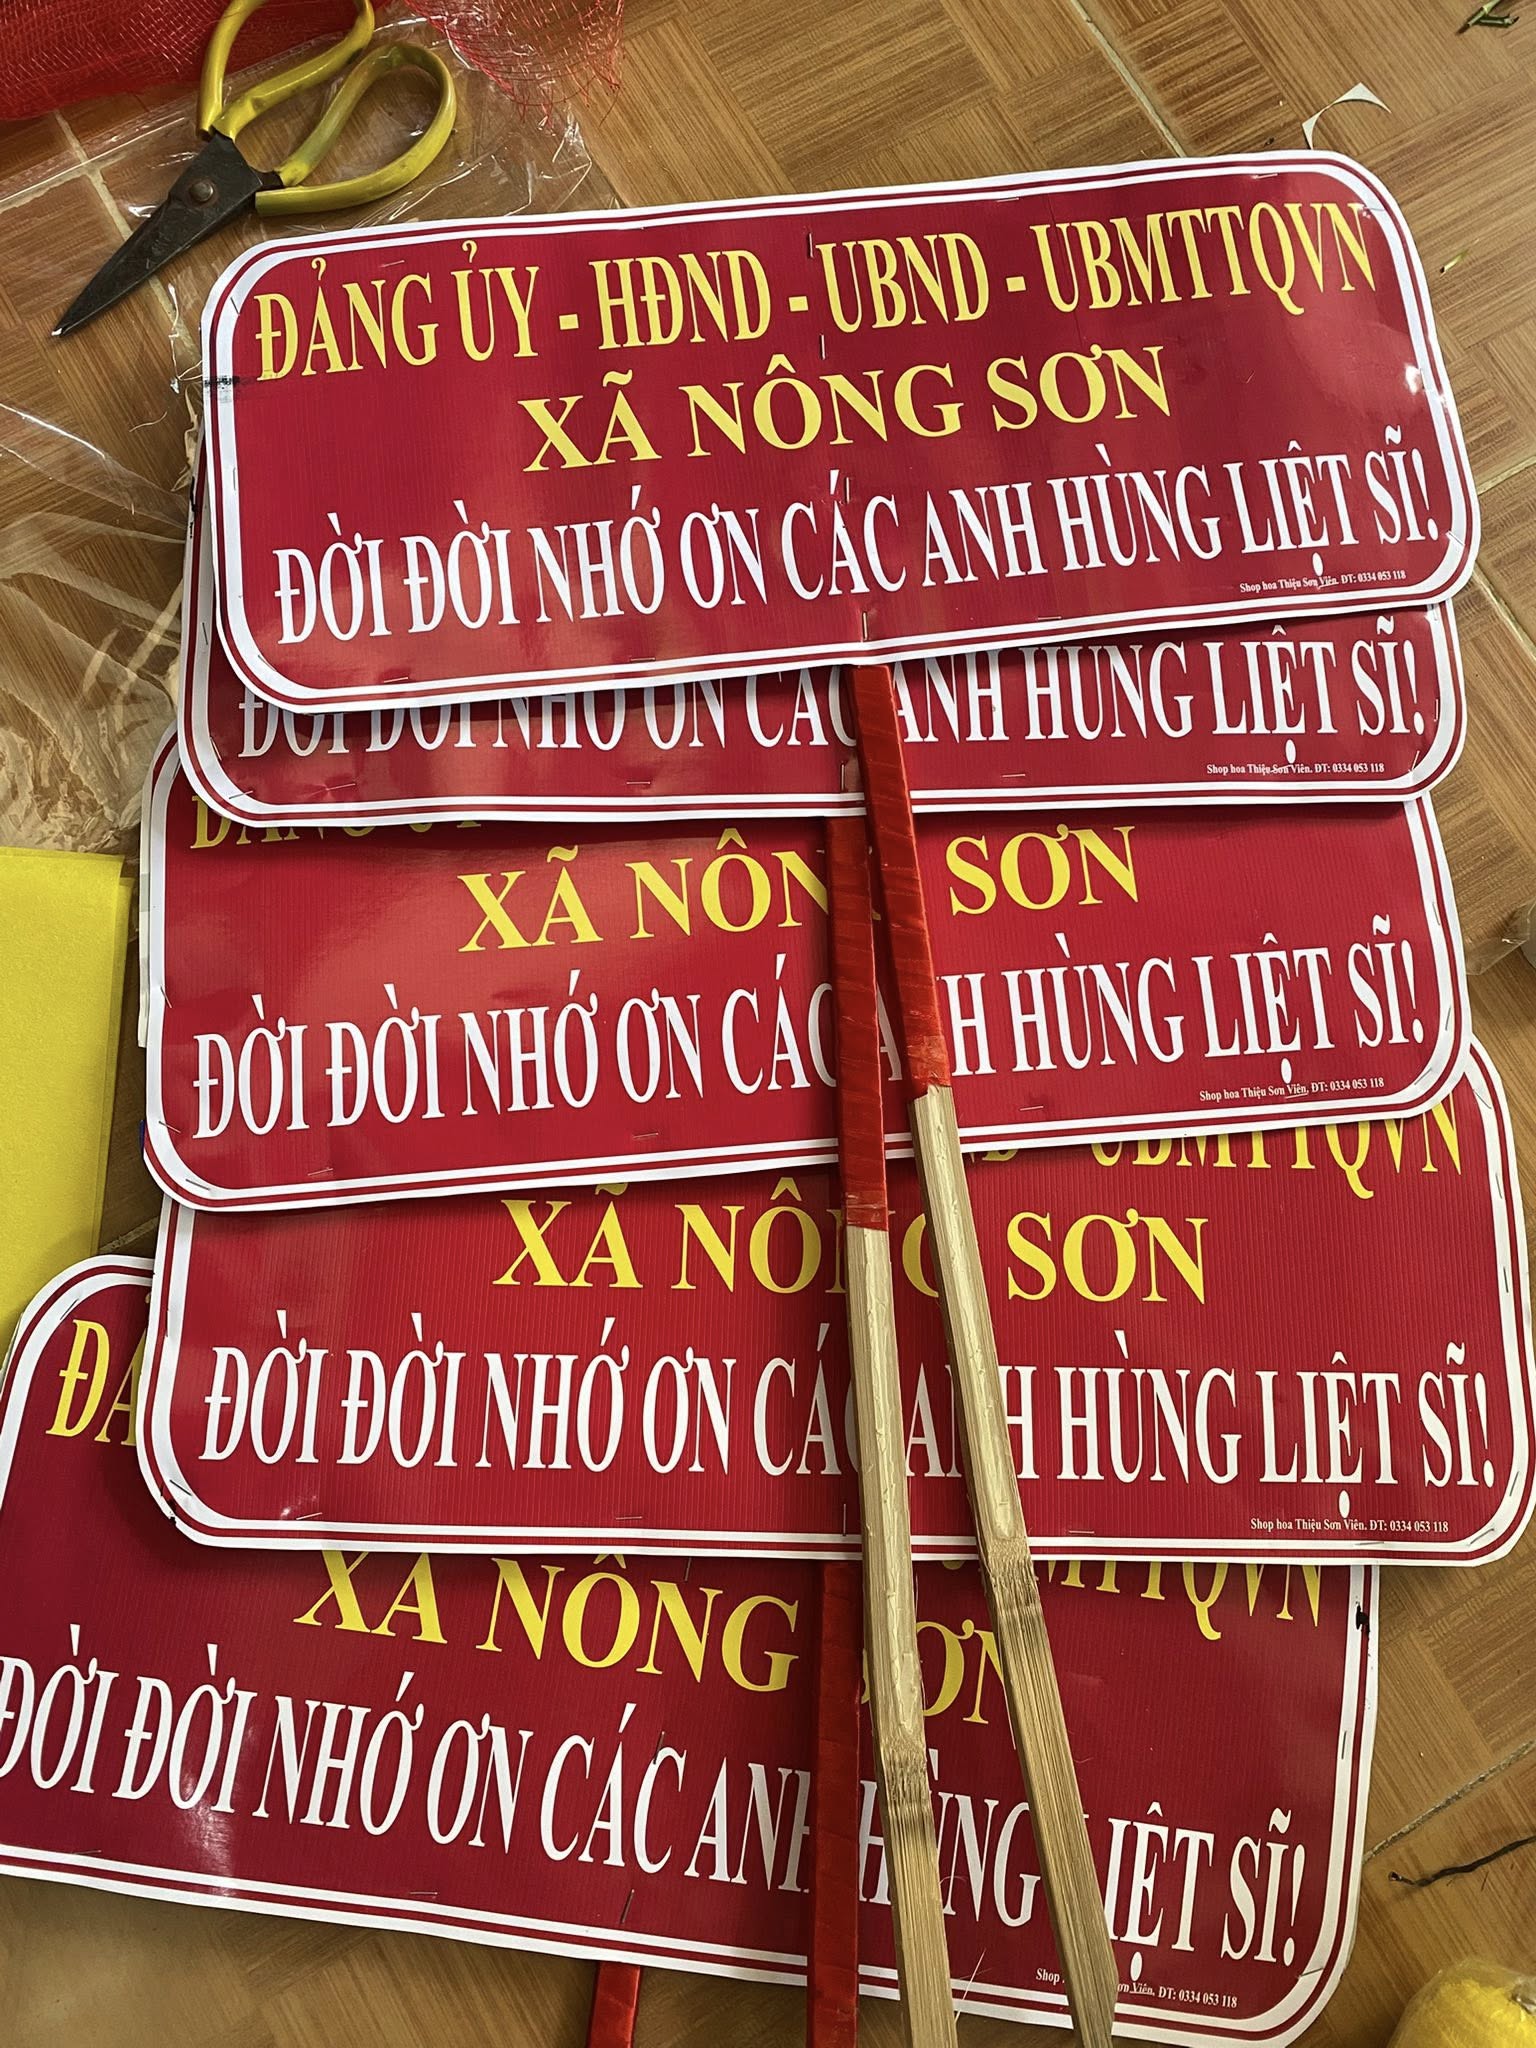 ĐẢNG ỦY - HĐND - UBND - UBMTTQVN
XÃ NÔNG SƠN
ĐỜI ĐỜI NHỚ ƠN CÁC ANH HÙNG LIỆT SĨ!
Shop hoa Thiệu Sơn Viên. ĐT: 0334 053 118
ĐỜI ĐỜI NHỚ ƠN CÁC ANH HÙNG LIỆT SĨ!
Shop hoa Thiệu Sơn Viên. ĐT: 0334 053 118
ĐẢNG ỦY
XÃ NÔNG SƠN
ĐỜI ĐỜI NHỚ ƠN CÁC ANH HÙNG LIỆT SĨ!
Shop hoa Thiệu Sơn Viên. ĐT: 0334 053 118
UBMTTQVN
XÃ NÔNG SƠN
ĐỜI ĐỜI NHỚ ƠN CÁC ANH HÙNG LIỆT SĨ!
Shop hoa Thiệu Sơn Viên. ĐT: 0334 053 118
XÃ NÔNG SƠN
ĐỜI ĐỜI NHỚ ƠN CÁC ANH HÙNG LIỆT SĨ!
Shop Sơn Viên. ĐT: 0334 053 118